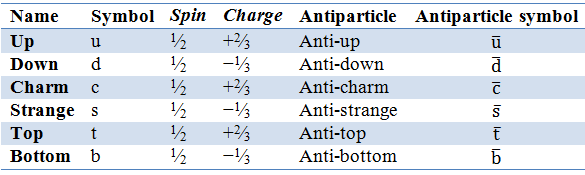 Name Symbol Spin Charge Antiparticle Antiparticle symbol
Up u ½ +⅔ Anti-up u̅
Down d ½ −⅓ Anti-down d̅
Charm c ½ +⅔ Anti-charm c̅
Strange s ½ −⅓ Anti-strange s̅
Top t ½ +⅔ Anti-top t̅
Bottom b ½ −⅓ Anti-bottom b̅